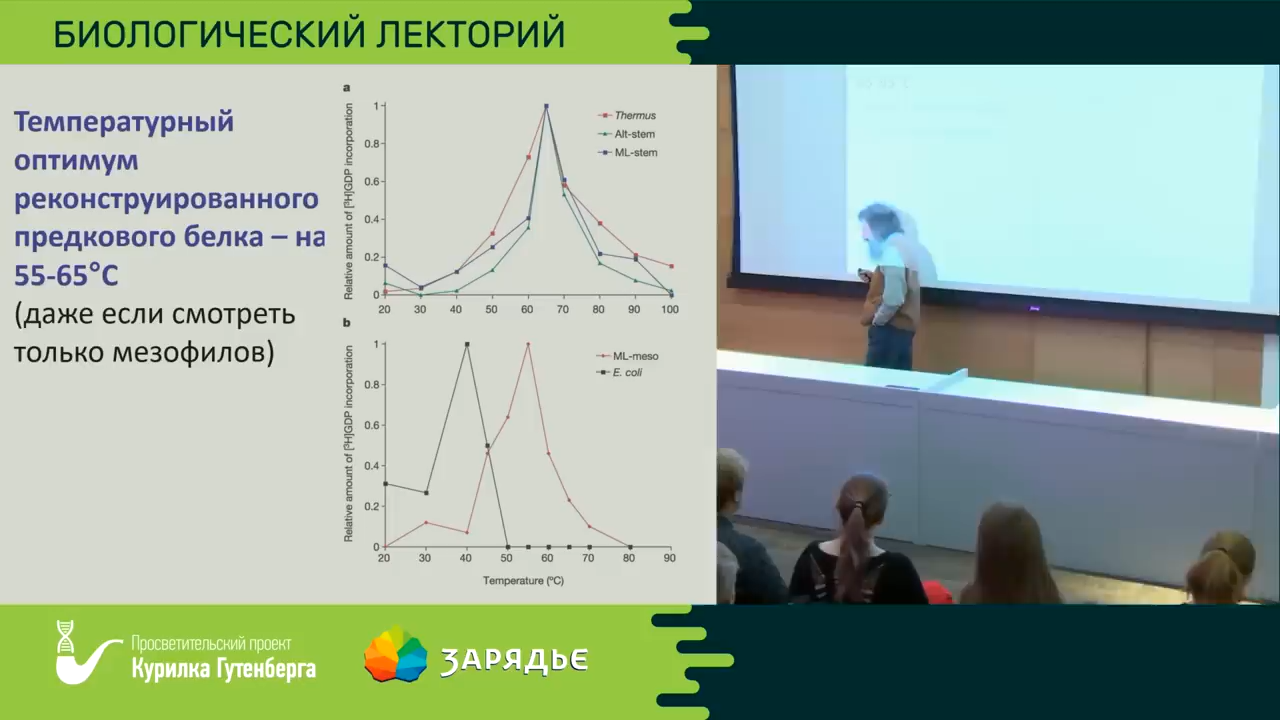 БИОЛОГИЧЕСКИЙ ЛЕКТОРИЙ
Температурный
оптимум
реконструированного
предкового белка – на
55-65°C
(даже если смотреть
только мезофилов)
a
Relative amount of [³H]GDP incorporation
1
0.8
0.6
0.4
0.2
0
20 30 40 50 60 70 80 90 100
Thermus
Alt-stem
ML-stem
b
Relative amount of [³H]GDP incorporation
1
0.8
0.6
0.4
0.2
0
20 30 40 50 60 70 80 90
ML-meso
E. coli
Temperature (ºC)
Просветительский проект
Курилка Гутенберга
ЗАРЯДЬЕ